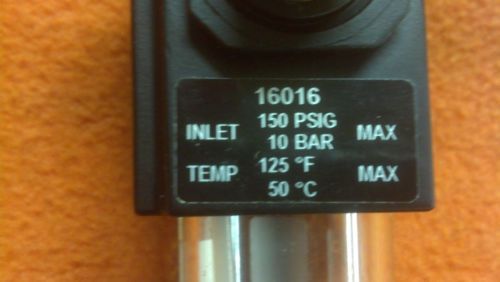 16016
INLET 150 PSIG MAX
10 BAR
TEMP 125 °F MAX
50 °C